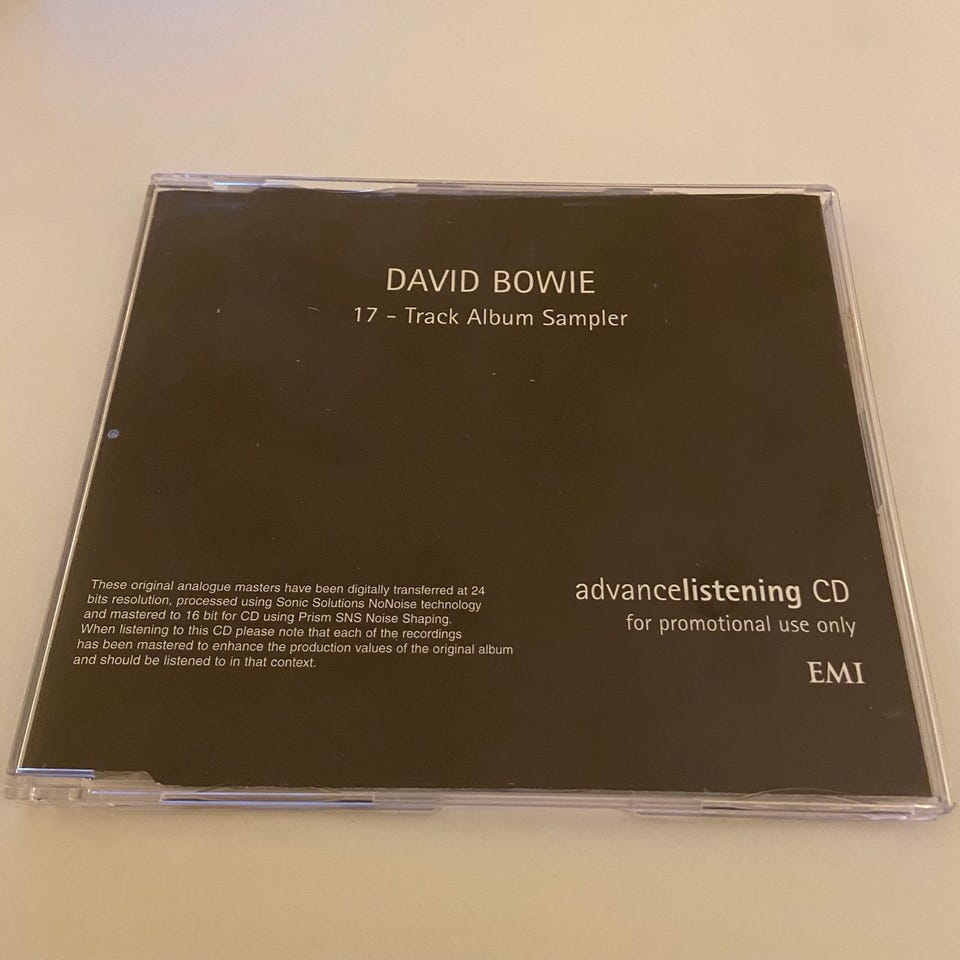 DAVID BOWIE
17 - Track Album Sampler
These original analogue masters have been digitally transferred at 24
bits resolution, processed using Sonic Solutions NoNoise technology
and mastered to 16 bit for CD using Prism SNS Noise Shaping.
When listening to this CD please note that each of the recordings
has been mastered to enhance the production values of the original album
and should be listened to in that context.
advancelistening CD
for promotional use only
EMI